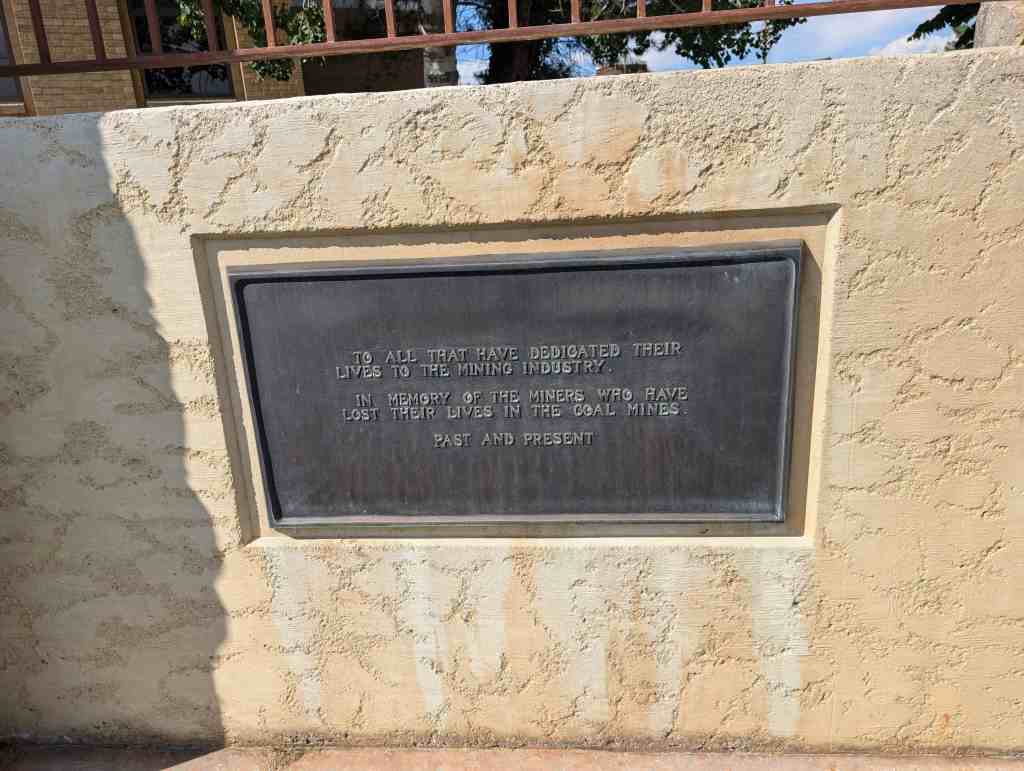 TO ALL THAT HAVE DEDICATED THEIR
LIVES TO THE MINING INDUSTRY.
IN MEMORY OF THE MINERS WHO HAVE
LOST THEIR LIVES IN THE COAL MINES.
PAST AND PRESENT